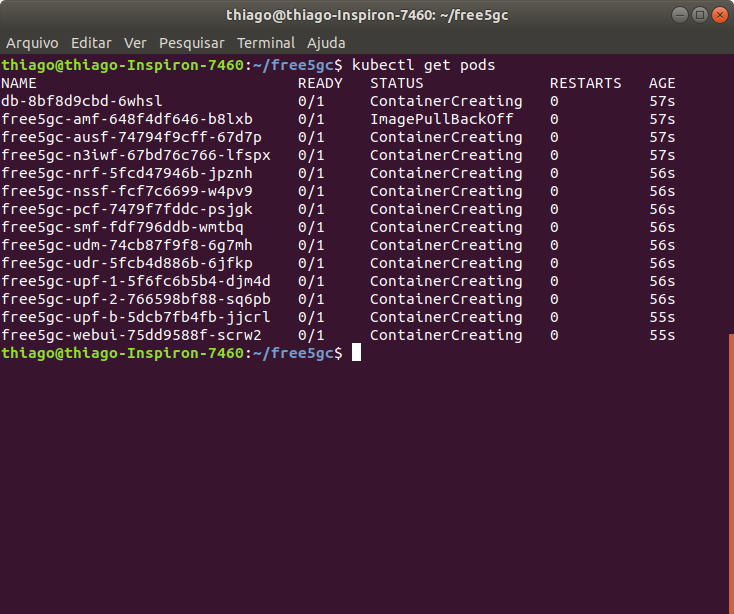 thiago@thiago-Inspiron-7460: ~/free5gc
Arquivo Editar Ver Pesquisar Terminal Ajuda
thiago@thiago-Inspiron-7460:~/free5gc$ kubectl get pods
NAME READY STATUS RESTARTS AGE
db-8bf8d9cbd-6whsl 0/1 ContainerCreating 0 57s
free5gc-amf-648f4df646-b8lxb 0/1 ImagePullBackOff 0 57s
free5gc-ausf-74794f9cff-67d7p 0/1 ContainerCreating 0 57s
free5gc-n3iwf-67bd76c766-lfspx 0/1 ContainerCreating 0 57s
free5gc-nrf-5fcd47946b-jpznh 0/1 ContainerCreating 0 56s
free5gc-nssf-fcf7c6699-w4pv9 0/1 ContainerCreating 0 56s
free5gc-pcf-7479f7fddc-psjgk 0/1 ContainerCreating 0 56s
free5gc-smf-fdf796ddb-wmtbq 0/1 ContainerCreating 0 56s
free5gc-udm-74cb87f9f8-6g7mh 0/1 ContainerCreating 0 56s
free5gc-udr-5fcb4d886b-6jfkp 0/1 ContainerCreating 0 56s
free5gc-upf-1-5f6fc6b5b4-djm4d 0/1 ContainerCreating 0 56s
free5gc-upf-2-766598bf88-sq6pb 0/1 ContainerCreating 0 56s
free5gc-upf-b-5dcb7fb4fb-jjcrl 0/1 ContainerCreating 0 55s
free5gc-webui-75dd9588f-scrw2 0/1 ContainerCreating 0 55s
thiago@thiago-Inspiron-7460:~/free5gc$